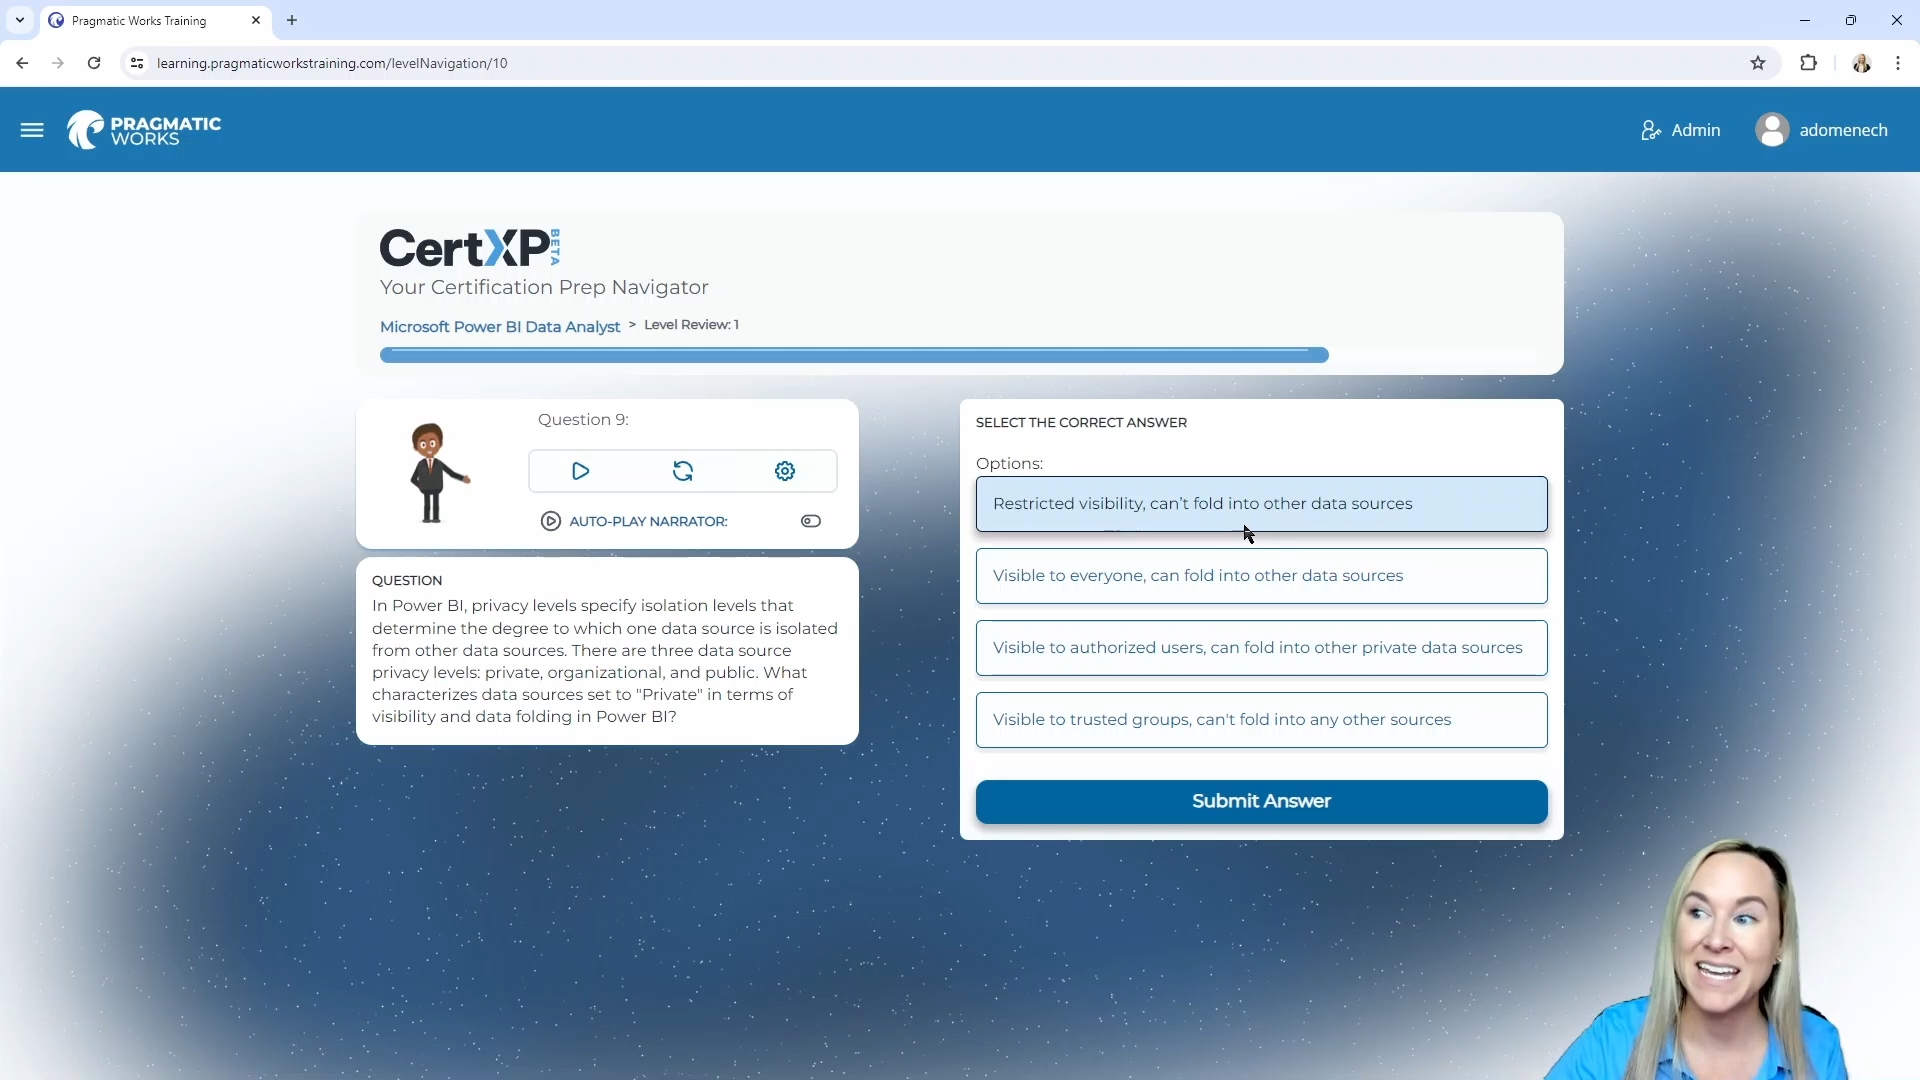 Pragmatic Works Training
learning.pragmaticworkstraining.com/levelNavigation/10
PRAGMATIC
WORKS
Admin
adomenech
CertXP BETA
Your Certification Prep Navigator
Microsoft Power BI Data Analyst > Level Review: 1
Question 9:
AUTO-PLAY NARRATOR:
QUESTION
In Power BI, privacy levels specify isolation levels that
determine the degree to which one data source is isolated
from other data sources. There are three data source
privacy levels: private, organizational, and public. What
characterizes data sources set to "Private" in terms of
visibility and data folding in Power BI?
SELECT THE CORRECT ANSWER
Options:
Restricted visibility, can't fold into other data sources
Visible to everyone, can fold into other data sources
Visible to authorized users, can fold into other private data sources
Visible to trusted groups, can't fold into any other sources
Submit Answer